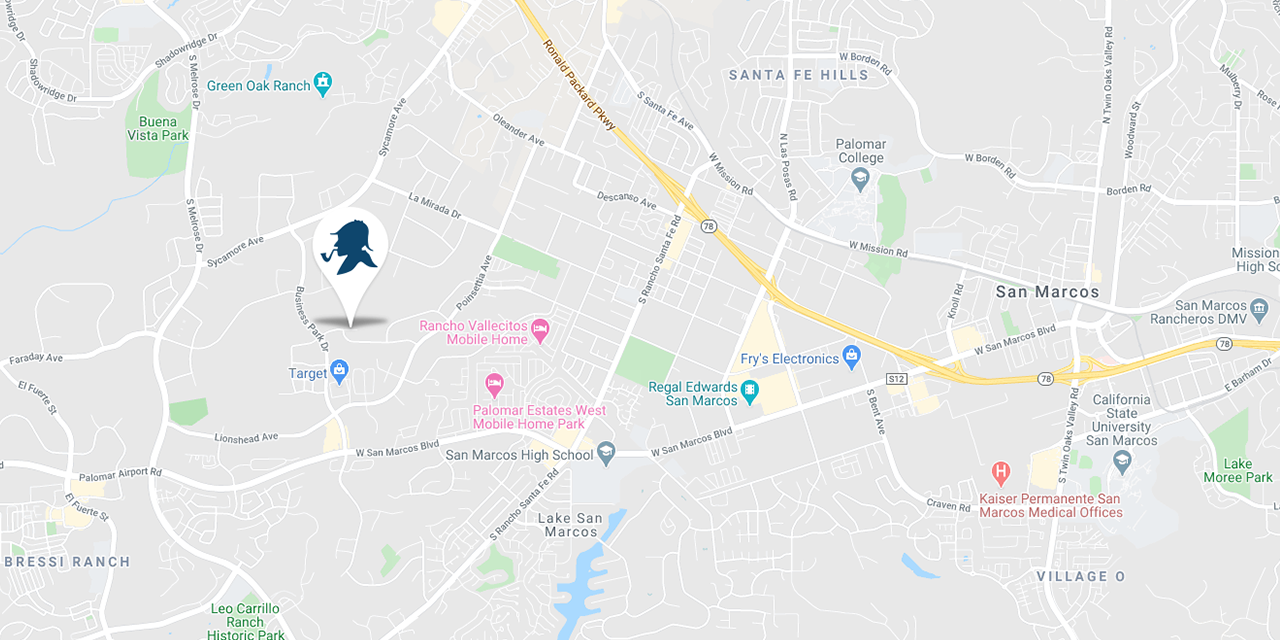 Shadowridge Dr
Shadowridge Dr
S Melrose Dr
Green Oak Ranch
Buena
Vista Park
Sycamore Ave
Ronald Packard Pkwy
Oleander Ave
S Santa Fe Ave
SANTA FE HILLS
W Borden Rd
N Twin Oaks Valley Rd
Mulberry Dr
Woodward St
Palomar
College
N Las Posas Rd
W Mission Rd
W Borden Rd
Borden Rd
La Mirada Dr
Descanso Ave
S Melrose Dr
Sycamore Ave
78
S Rancho Santa Fe Rd
W Mission Rd
Mission
Poinsettia Ave
Business Park Dr
San Marcos
Knoll Rd
San Marcos
Rancheros DMV
Rancho Vallecitos
Mobile Home
W San Marcos Blvd
78
Faraday Ave
El Fuerte St
Target
Fry's Electronics
S12
78
E Barham Dr
Regal Edwards
San Marcos
Palomar Estates West
Mobile Home Park
S Bent Ave
S Twin Oaks Valley Rd
California
State
University
San Marcos
Lionshead Ave
W San Marcos Blvd
San Marcos High School
W San Marcos Blvd
Lake
Moree Park
Palomar Airport Rd
El Fuerte St
S Rancho Santa Fe Rd
Kaiser Permanente San
Marcos Medical Offices
Craven Rd
Lake San
Marcos
BRESSI RANCH
VILLAGE O
Leo Carrillo
Ranch
Historic Park